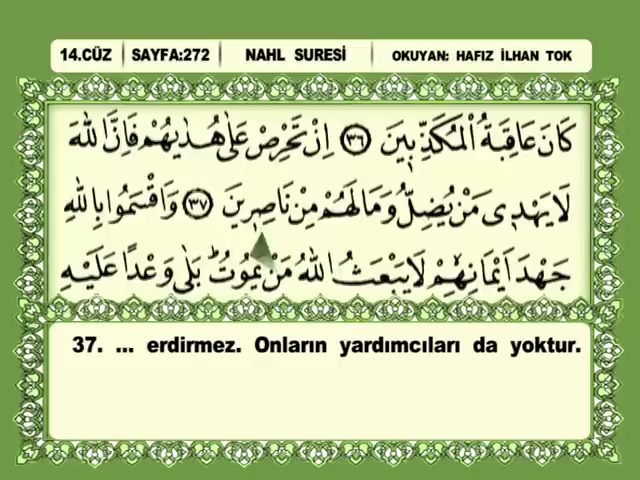 14.CÜZ SAYFA:272 NAHL SURESİ OKUYAN: HAFIZ İLHAN TOK
كَانَ عَاقِبَةُ الْمُكَذِّبِينَ ﴿٣٦﴾ اِنْ تَحْرِصْ عَلٰى هُدٰيهُمْ فَاِنَّ اللّٰهَ
لَا يَهْدِى مَنْ يُضِلُّ وَمَا لَهُمْ مِنْ نَاصِرِينَ ﴿٣٧﴾ وَاَقْسَمُوا بِاللّٰهِ
جَهْدَ اَيْمَانِهِمْ لَا يَبْعَثُ اللّٰهُ مَنْ يَمُوتُ بَلٰى وَعْدًا عَلَيْهِ
37. ... erdirmez. Onların yardımcıları da yoktur.